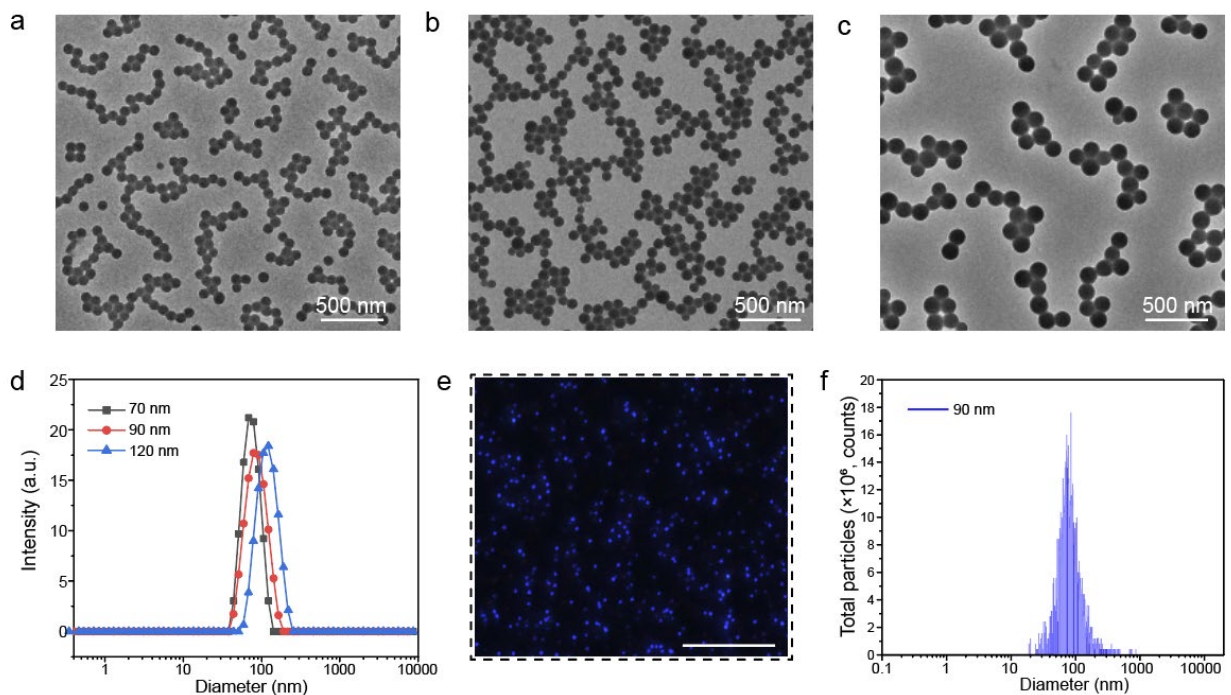 a
b
c
500 nm
500 nm
500 nm
d
25
20
15
10
5
0
Intensity (a.u.)
70 nm
90 nm
120 nm
1
10
100
1000
10000
Diameter (nm)
e
f
20
18
16
14
12
10
8
6
4
2
0
Total particles (×10⁶, counts)
90 nm
0.1
1
10
100
1000
10000
Diameter (nm)